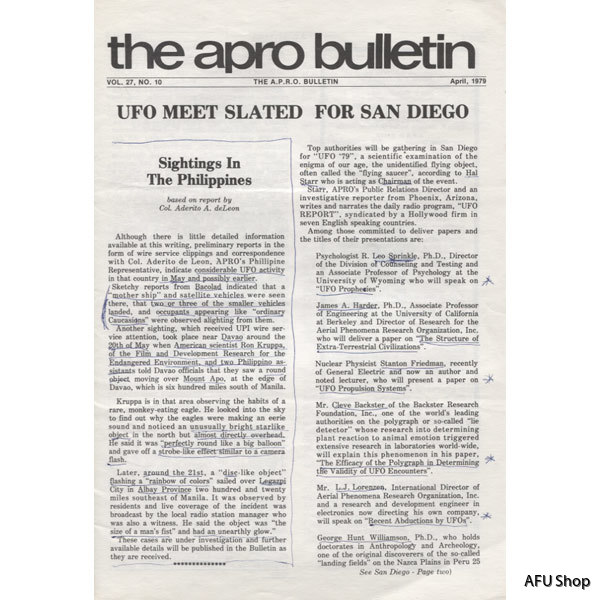 the apro bulletin
VOL. 27, NO. 10 THE A.P.R.O. BULLETIN April, 1979
UFO MEET SLATED FOR SAN DIEGO
Sightings In
The Philippines
based on report by
Col. Aderito A. deLeon
Although there is little detailed information
available at this writing, preliminary reports in the
form of wire service clippings and correspondence
with Col. Aderito de Leon, APRO's Phillipine
Representative, indicate considerable UFO activity
in that country in May and possibly earlier.
Sketchy reports from Bacolad indicated that a
"mother ship" and satellite vehicles were seen
there, that two or three of the smaller vehicles
landed, and occupants appearing like "ordinary
Caucasions" were observed alighting from them.
Another sighting, which received UPI wire ser-
vice attention, took place near Davao around the
20th of May when American scientist Ron Kruppa,
of the Film and Development Research for the
Endangered Environment, and two Philippino as-
sistants told Davao officials that they saw a round
object moving over Mount Apo, at the edge of
Davao, which is six hundred miles south of Manila.
Kruppa is in that area observing the habits of a
rare, monkey-eating eagle. He looked into the sky
to find out why the eagles were making an eerie
sound and noticed an unusually bright starlike
object in the north but almost directly overhead.
He said it was "perfectly round like a big balloon"
and gave off a strobe-like effect similar to a camera
flash.
Later, around the 21st, a "disc-like object"
flashing a "rainbow of colors" sailed over Legaspi
City in Albay Province two hundred and twenty
miles southeast of Manila. It was observed by
residents and live coverage of the incident was
broadcast by the local radio station manager who
was also a witness. He said the object was "the
size of a man's fist" and had an unearthly glow."
These cases are under investigation and further
available details will be published in the Bulletin as
they are received.
Top authorities will be gathering in San Diego
for "UFO '79", a scientific examination of the
enigma of our age, the unidentified flying object,
often called the "flying saucer", according to Hal
Starr who is acting as Chairman of the event.
Starr, APRO's Public Relations Director and an
investigative reporter from Phoenix, Arizona,
writes and narrates the daily radio program, "UFO
REPORT", syndicated by a Hollywood firm in
seven English speaking countries.
Among those committed to deliver papers and
the titles of their presentations are:
Psychologist R. Leo Sprinkle, Ph.D., Director
of the Division of Counseling and Testing and
an Associate Professor of Psychology at the
University of Wyoming who will speak on
"UFO Prophecies".
James A. Harder, Ph.D., Associate Professor
of Engineering at the University of California
at Berkeley and Director of Research for the
Aerial Phenomena Research Organization, Inc.
who will deliver a paper on "The Structure of
Extra-Terrestrial Civilizations".
Nuclear Physicist Stanton Friedman, recently
of General Electric and now an author and
noted lecturer, who will present a paper on
"UFO Propulsion Systems".
Mr. Cleve Backster of the Backster Research
Foundation, Inc., one of the world's leading
authorities on the polygraph or so-called "lie
detector" whose research into determining
plant reaction to animal emotion triggered
extensive research in laboratories world-wide,
will explain this phenomenon in his paper,
"The Efficacy of the Polygraph in Determining
the Validity of UFO Encounters".
Mr. L.J. Lorenzen, International Director of
Aerial Phenomena Research Organization, Inc.
and a research and development engineer in
electronics now directing his own company,
will speak on "Recent Abductions by UFOs".
George Hunt Williamson, Ph.D., who holds
doctorates in Anthropology and Archeology,
one of the original discoverers of the so-called
"landing fields" on the Nazca Plains in Peru 25
See San Diego - Page two)
AFU Shop